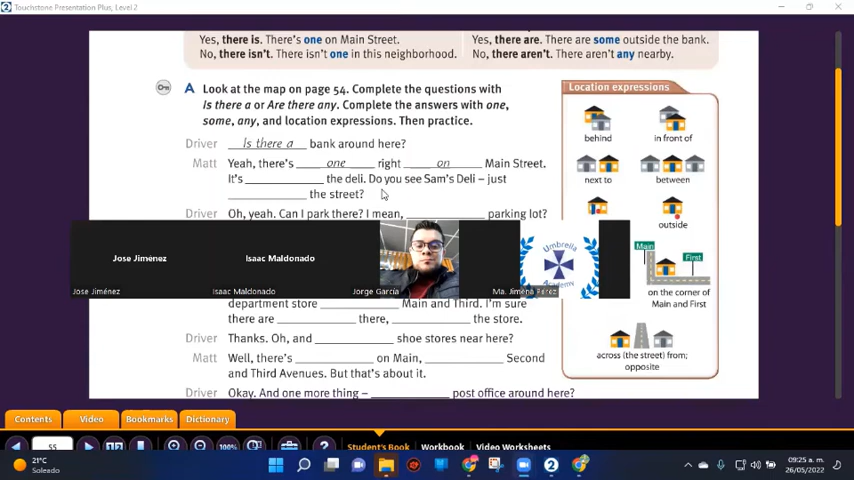 Touchstone Presentation Plus, Level 2
Yes, there is. There's one on Main Street.
No, there isn't. There isn't one in this neighborhood.
Yes, there are. There are some outside the bank.
No, there aren't. There aren't any nearby.
A Look at the map on page 54. Complete the questions with
Is there a or Are there any. Complete the answers with one,
some, any, and location expressions. Then practice.
Driver Is there a bank around here?
Matt Yeah, there's one right on Main Street.
It's the deli. Do you see Sam's Deli – just
the street?
Driver Oh, yeah. Can I park there? I mean, parking lot?
department store Main and Third. I'm sure
there are there, the store.
Driver Thanks. Oh, and shoe stores near here?
Matt Well, there's on Main, Second
and Third Avenues. But that's about it.
Driver Okay. And one more thing – post office around here?
Location expressions
behind
in front of
next to
between
inside
outside
Main
First
on the corner of
Main and First
across (the street) from;
opposite
Jose Jiménez
Isaac Maldonado
Umbrella
Academy
Jose Jiménez
Isaac Maldonado
Jorge García
Ma. Jimena Perez
Contents
Video
Bookmarks
Dictionary
55
1/2
100%
?
Student's Book
Workbook
Video Worksheets
21°C
Soleado
2
09:25 a. m.
26/05/2022